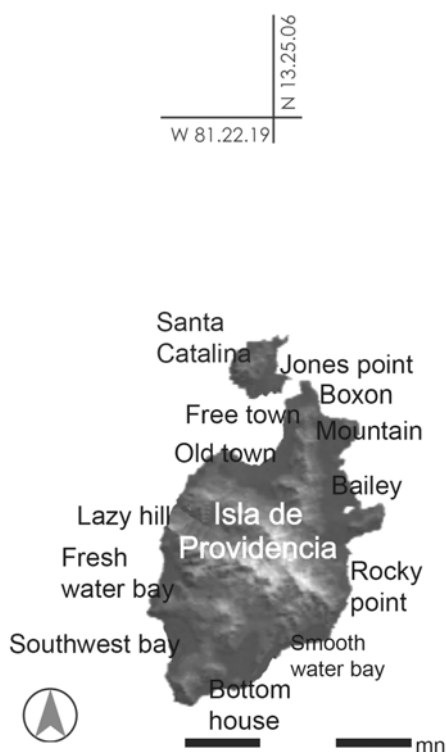 N 13.25.06
W 81.22.19
Santa
Catalina
Jones point
Boxon
Free town
Mountain
Old town
Bailey
Lazy hill
Isla de
Providencia
Fresh
water bay
Rocky
point
Southwest bay
Smooth
water bay
Bottom
house
mn